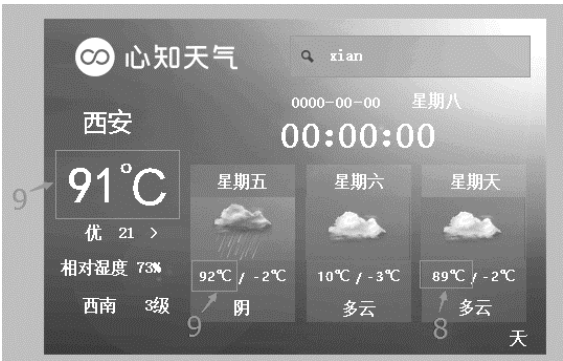 心知天气
xian
0000-00-00 星期八
00:00:00
西安
91℃
9
优 21 >
相对湿度 73%
西南 3级
星期五 星期六 星期天
92℃ / -2℃ 10℃ / -3℃ 89℃ / -2℃
9 8
阴 多云 多云
天